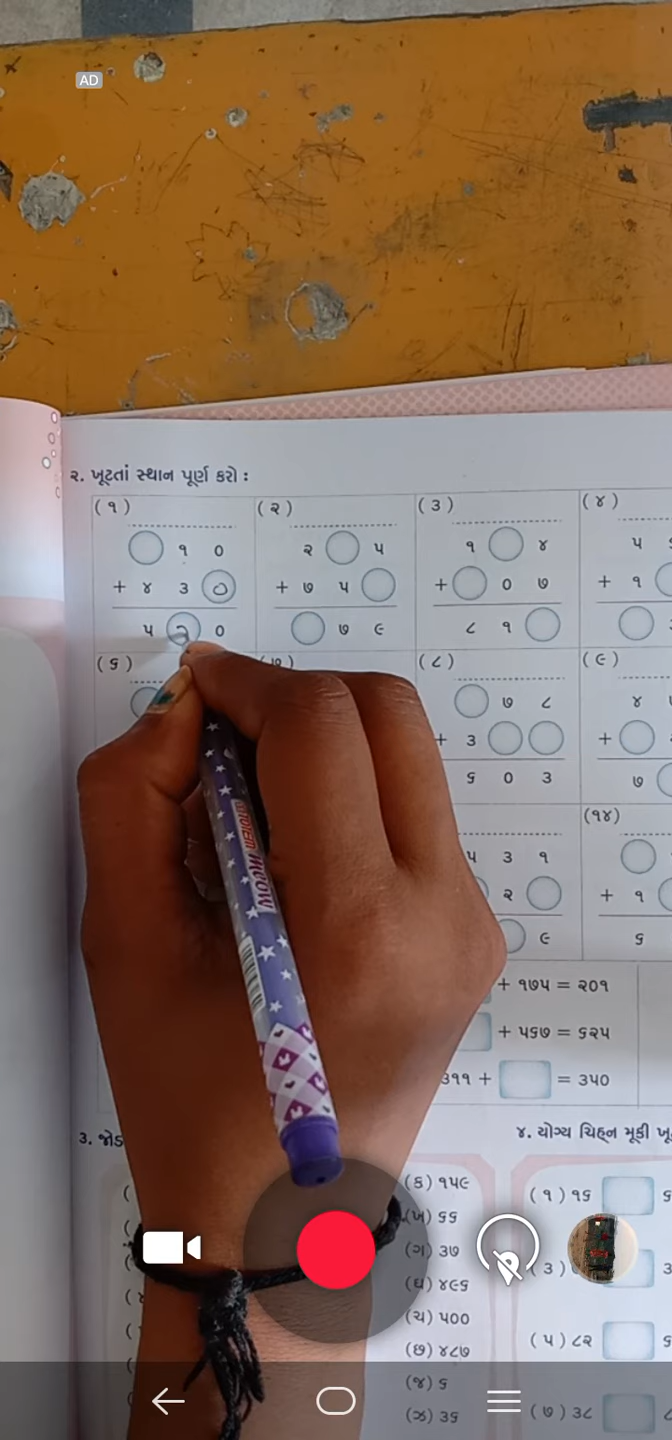 AD
૨. ખૂટતાં સ્થાન પૂર્ણ કરો :
(૧) (૨) (૩) (૪)
૧ ૦ ૨ ૫ ૧ ૪ ૫
+ ૪ ૩ ૦ + ૭ ૫ + ૦ ૭ + ૧
૫ ૨ ૦ ૭ ૯ ૮ ૧
(૬) (૭) (૮) (૯)
૭ ૮ ૪
+ ૩ +
૬ ૦ ૩ ૭
(૧૪)
૫ ૩ ૧
૨ + ૧
૯ ૬
+ ૧૭૫ = ૨૦૧
+ ૫૬૭ = ૬૨૫
૩૧૧ + = ૩૫૦
૩. જોડ
૪. યોગ્ય ચિહ્ન મૂકી ખૂ
(ક) ૧૫૯ (૧) ૧૬
(ખ) ૬૬
(ગ) ૩૭ (૩)
(ઘ) ૪૯૬
(ચ) ૫૦૦ (૫) ૮૨
(છ) ૪૮૭
(જ) ૬
(ઝ) ૩૬ (૭) ૩૮
TOTEM MEOW